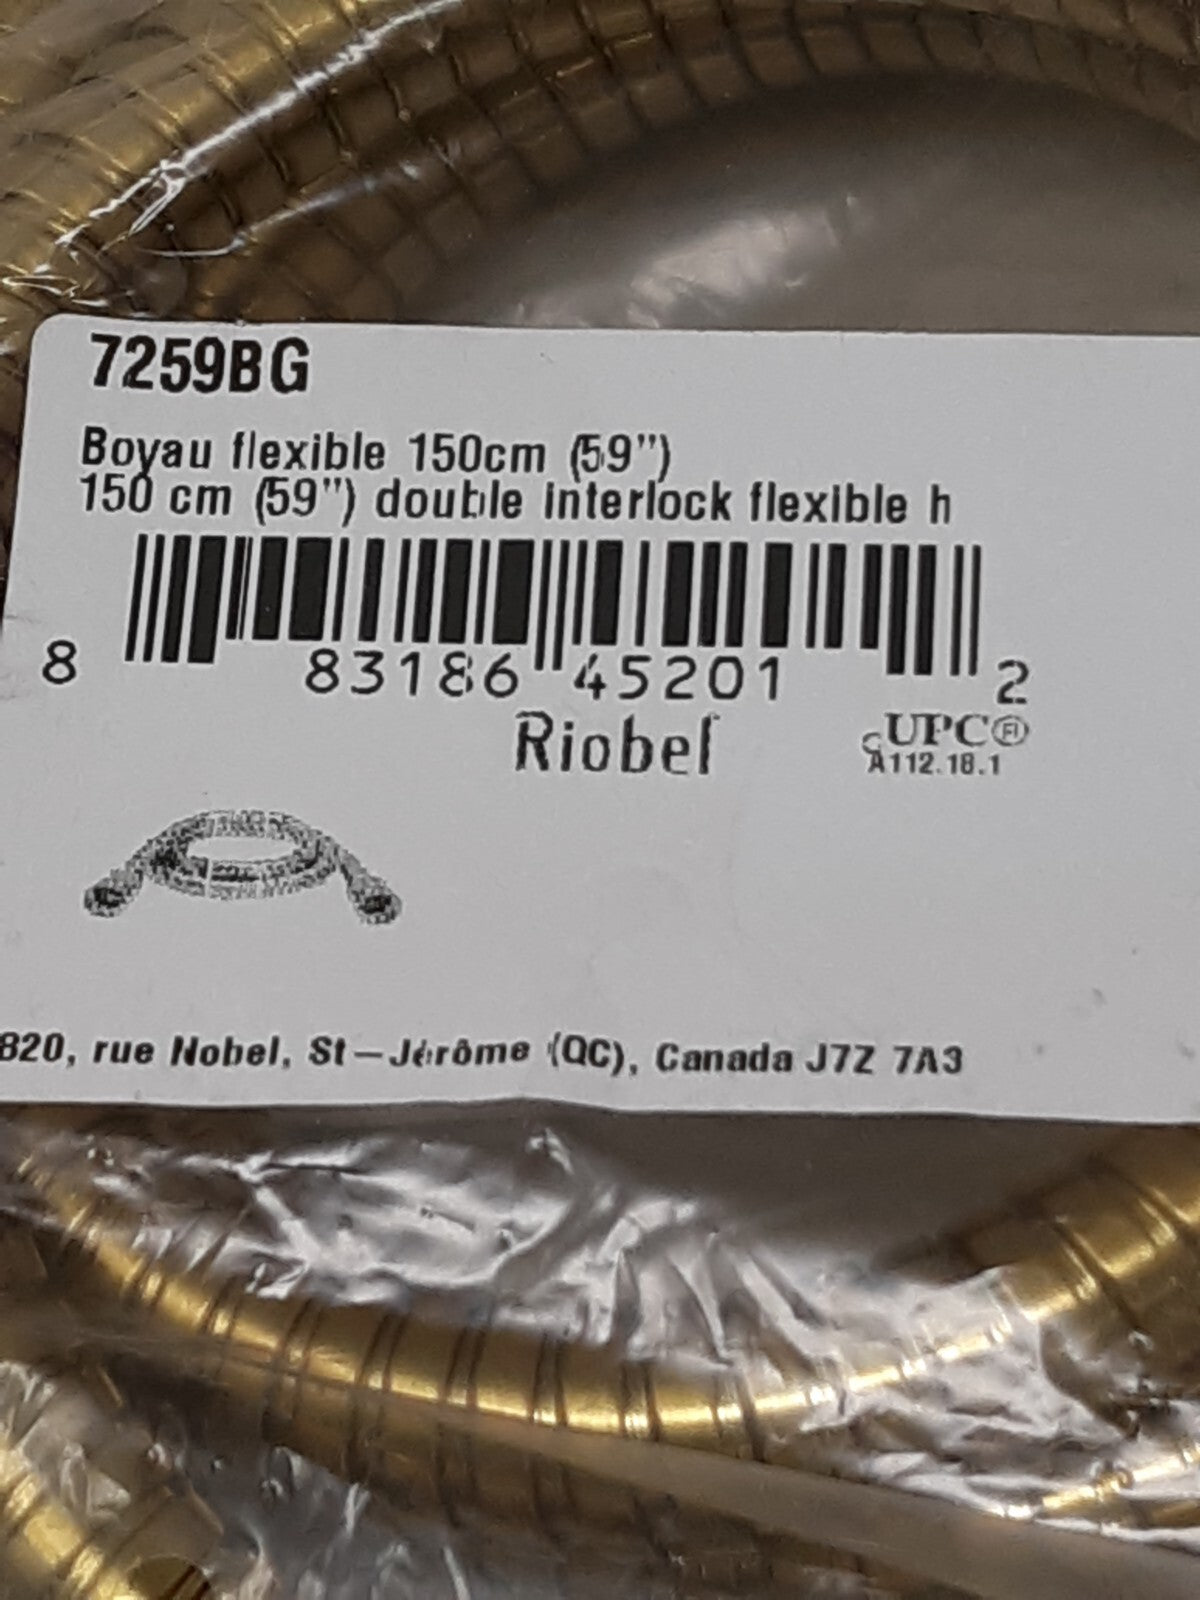 7259BG
Boyau flexible 150cm (59")
150 cm (59") double interlock flexible h
8 83186 45201 2
Riobel
cUPC®
A112.18.1
820, rue Nobel, St-Jérôme (QC), Canada J7Z 7A3